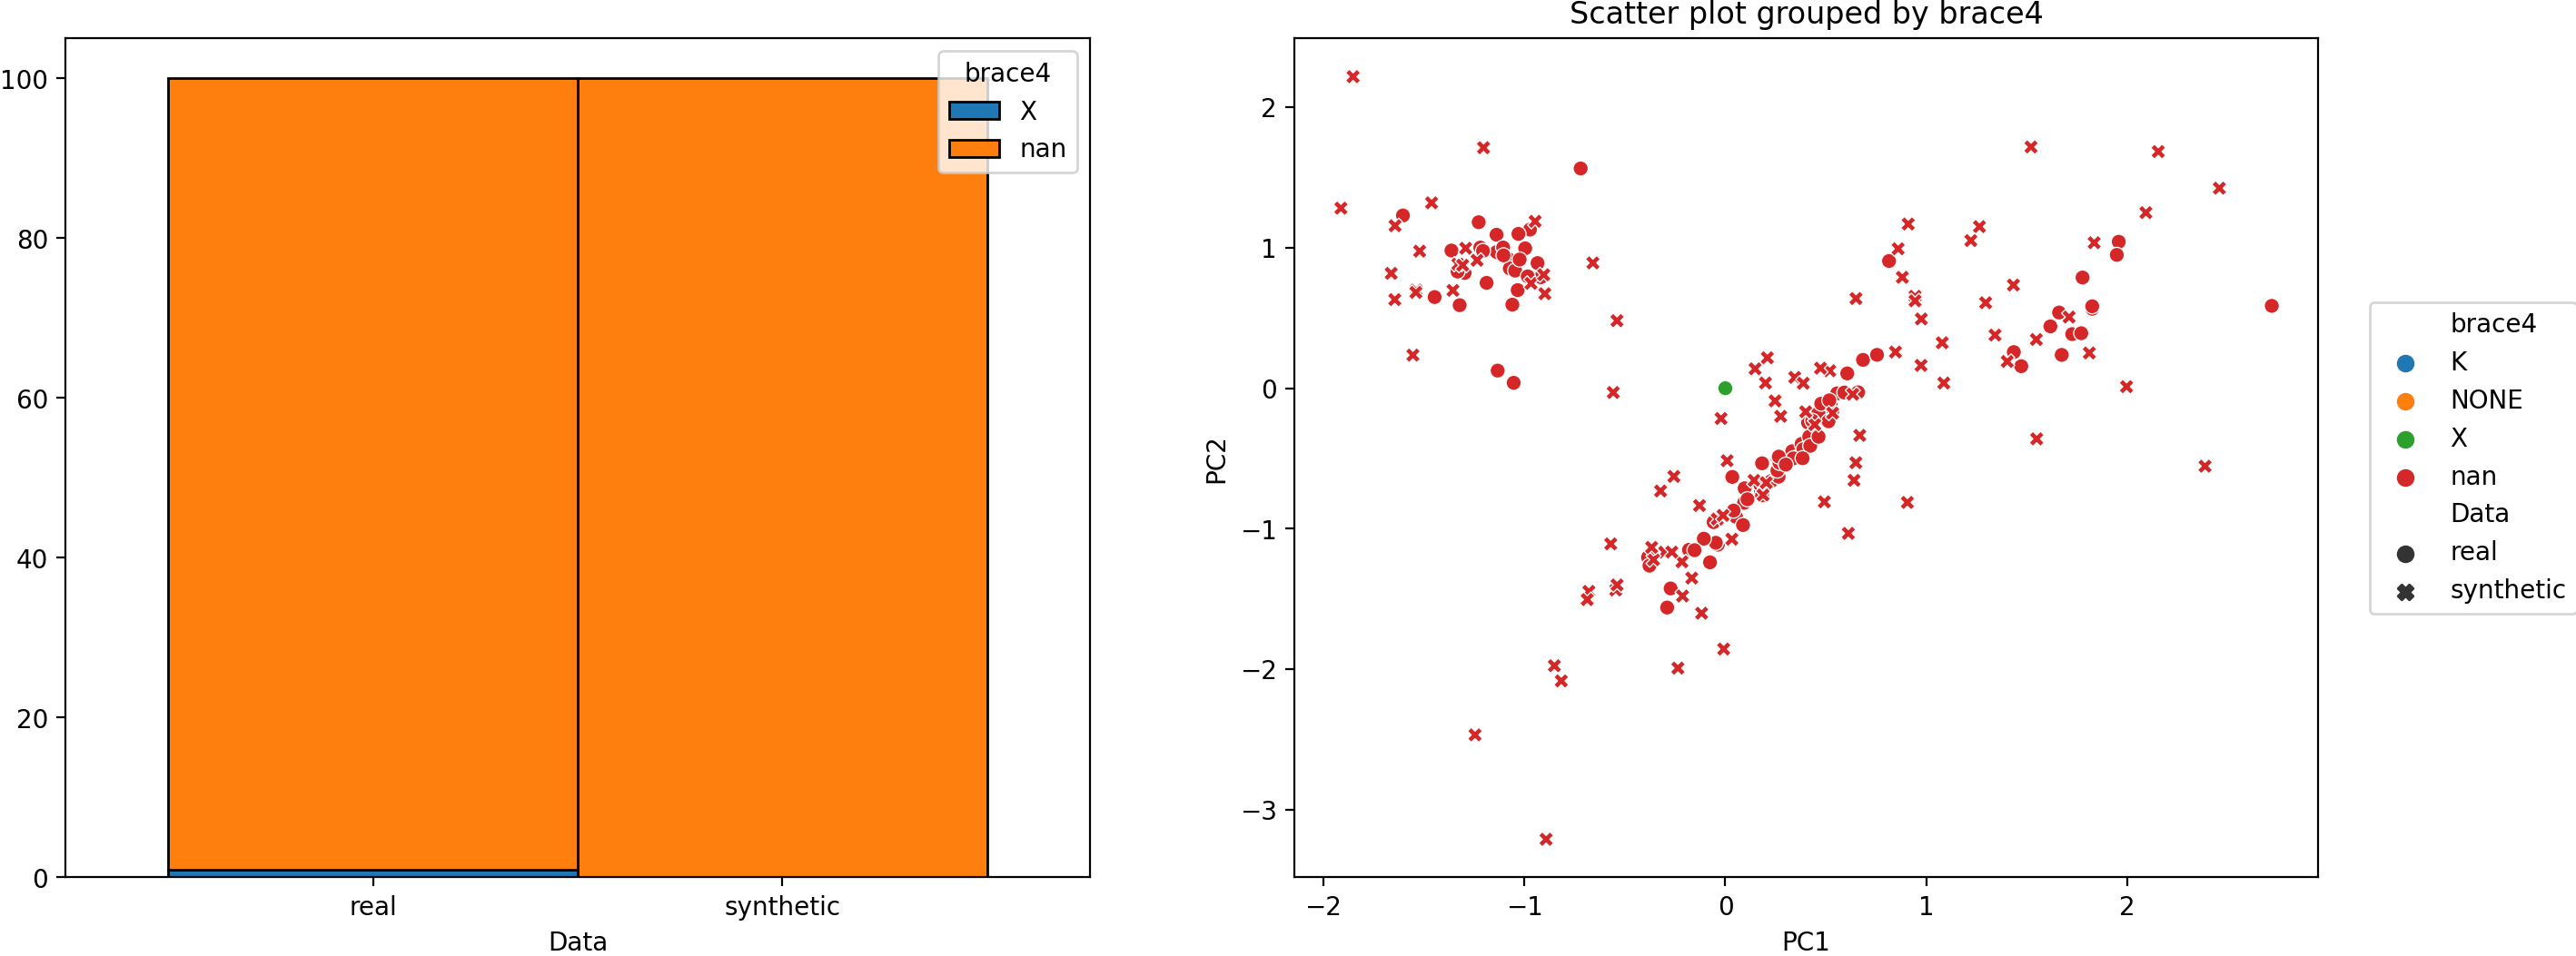 100
80
60
40
20
0
real
synthetic
Data
brace4
X
nan
Scatter plot grouped by brace4
2
1
0
−1
−2
−3
PC2
−2
−1
0
1
2
PC1
brace4
K
NONE
X
nan
Data
real
synthetic